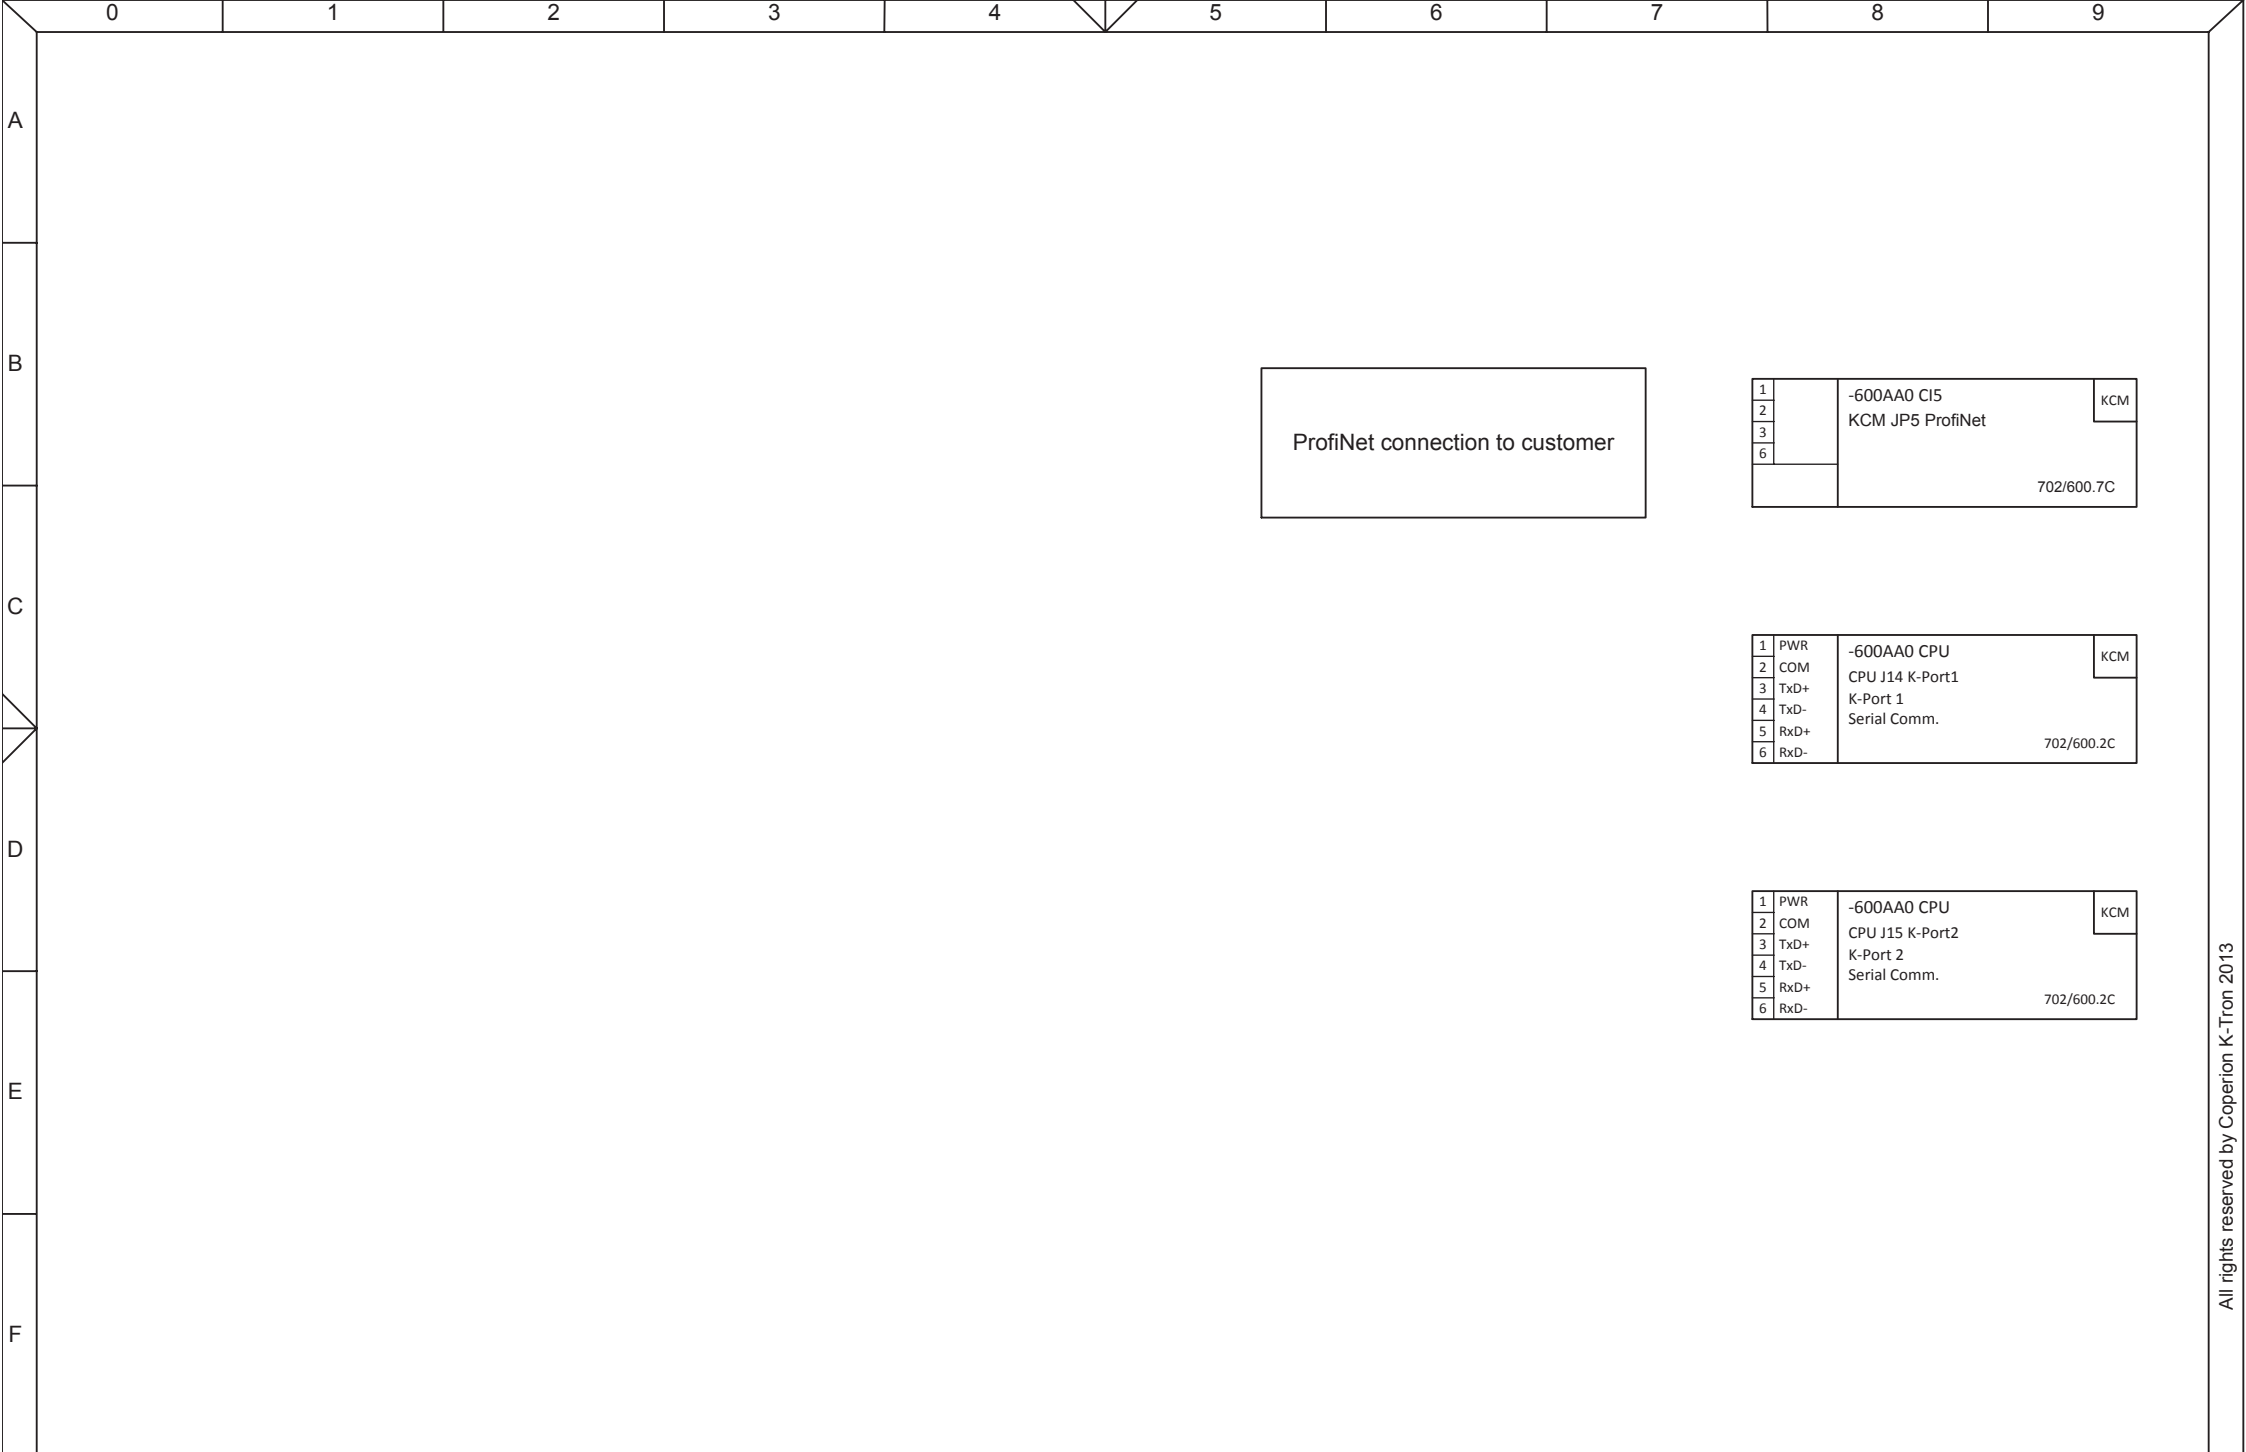 0 1 2 3 4 5 6 7 8 9
A
B
C
D
E
F
ProfiNet connection to customer
1
2
3
6
-600AA0 CI5
KCM JP5 ProfiNet
KCM
702/600.7C
1 PWR
2 COM
3 TxD+
4 TxD-
5 RxD+
6 RxD-
-600AA0 CPU
CPU J14 K-Port1
K-Port 1
Serial Comm.
KCM
702/600.2C
1 PWR
2 COM
3 TxD+
4 TxD-
5 RxD+
6 RxD-
-600AA0 CPU
CPU J15 K-Port2
K-Port 2
Serial Comm.
KCM
702/600.2C
All rights reserved by Coperion K-Tron 2013